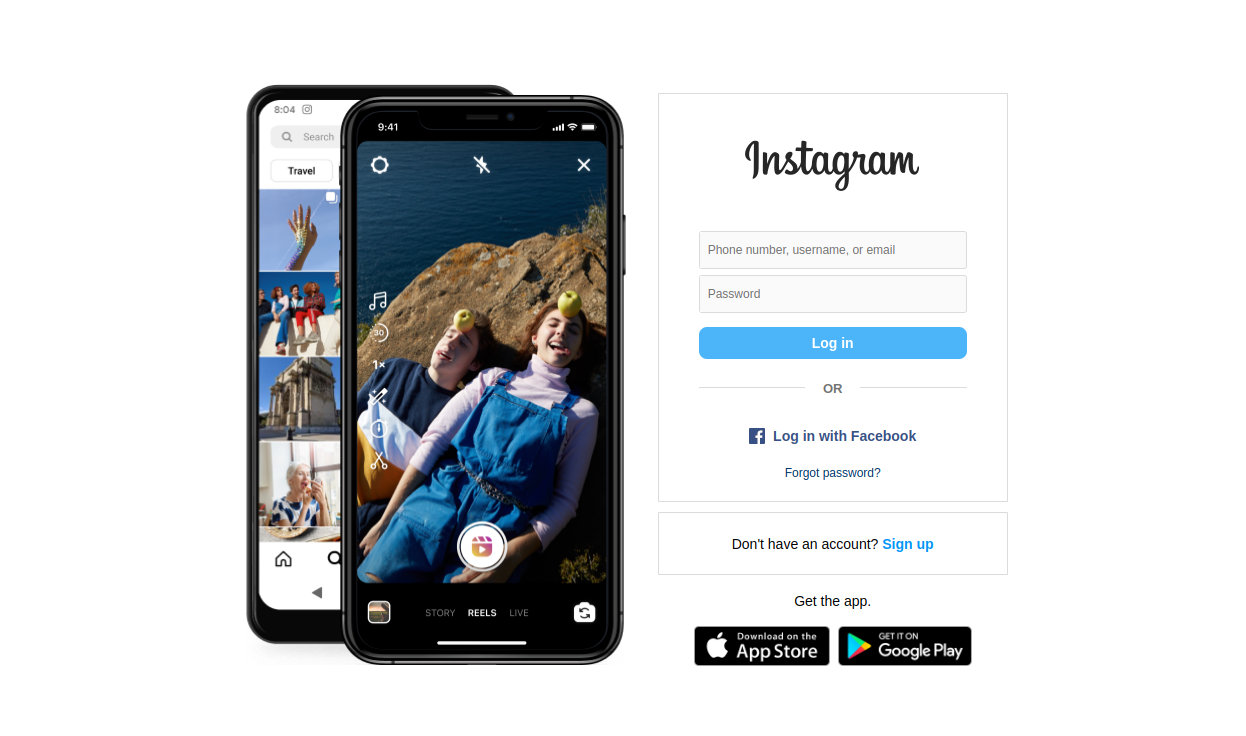 8:04
Search
Travel
9:41
30
1×
STORY REELS LIVE
Instagram
Phone number, username, or email
Password
Log in
OR
Log in with Facebook
Forgot password?
Don't have an account? Sign up
Get the app.
Download on the
App Store
GET IT ON
Google Play